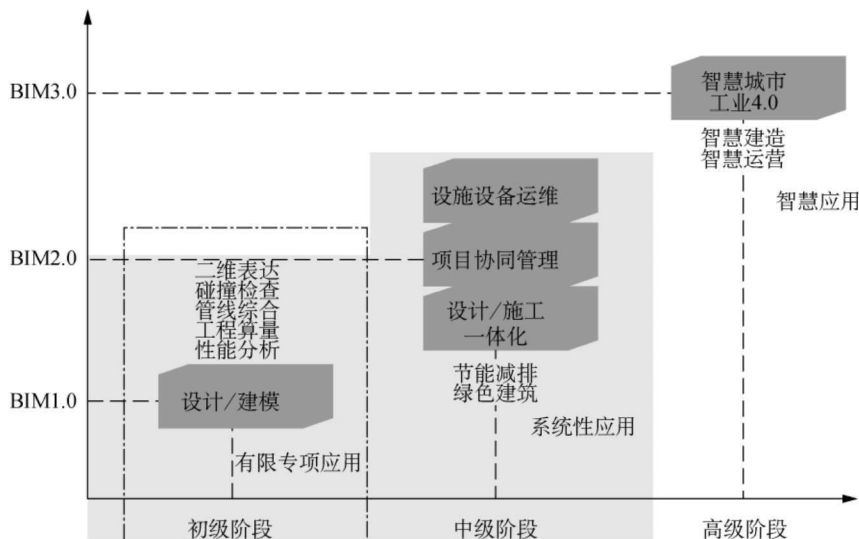 BIM3.0
智慧城市
工业4.0
智慧建造
智慧运营
智慧应用
设施设备运维
BIM2.0
项目协同管理
二维表达
碰撞检查
管线综合
工程算量
性能分析
设计/施工
一体化
节能减排
绿色建筑
BIM1.0
设计/建模
系统性应用
有限专项应用
初级阶段
中级阶段
高级阶段